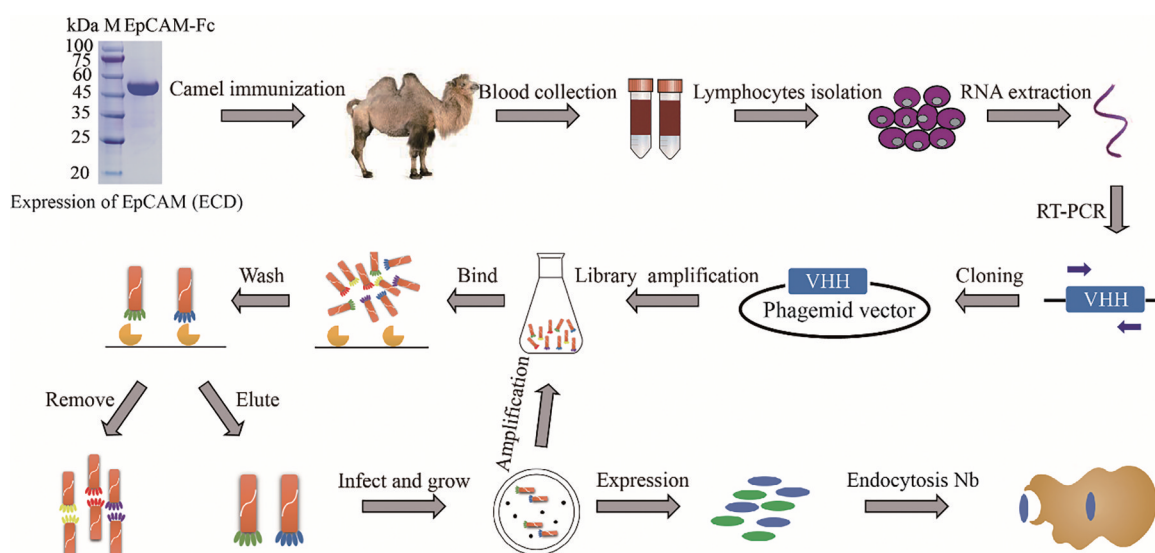 kDa M EpCAM-Fc
100
75
60
45
35
25
20
Expression of EpCAM (ECD)
Camel immunization
Blood collection
Lymphocytes isolation
RNA extraction
RT-PCR
Wash
Bind
Library amplification
VHH
Phagemid vector
Cloning
VHH
Remove
Elute
Infect and grow
Amplification
Expression
Endocytosis Nb